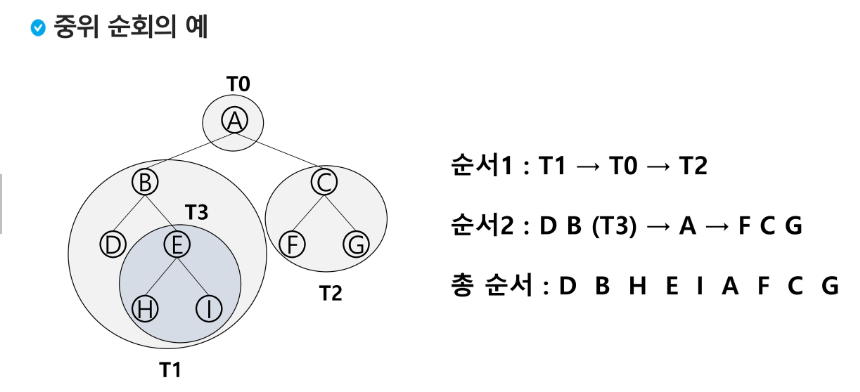 중위 순회의 예
T0
A
B
C
T3
D
E
F
G
H
I
T2
T1
순서1 : T1 → T0 → T2
순서2 : D B (T3) → A → F C G
총 순서 : D B H E I A F C G